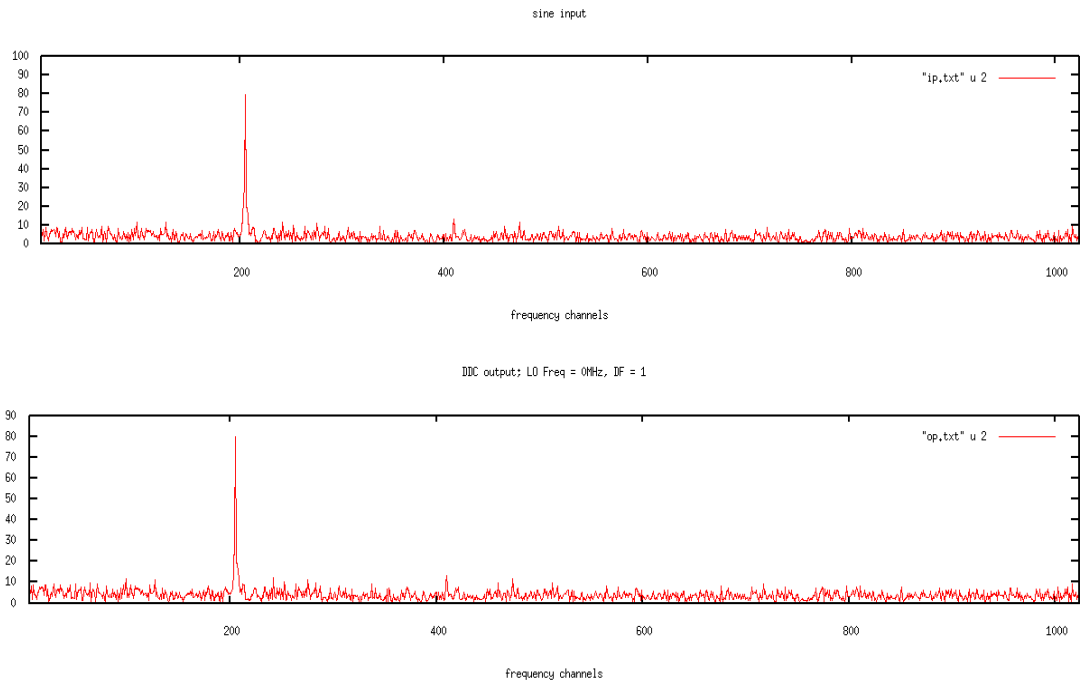 sine input
100
90
80
70
60
50
40
30
20
10
0
"ip.txt" u 2
200 400 600 800 1000
frequency channels
DDC output; LO Freq = 0MHz, DF = 1
90
80
70
60
50
40
30
20
10
0
"op.txt" u 2
200 400 600 800 1000
frequency channels